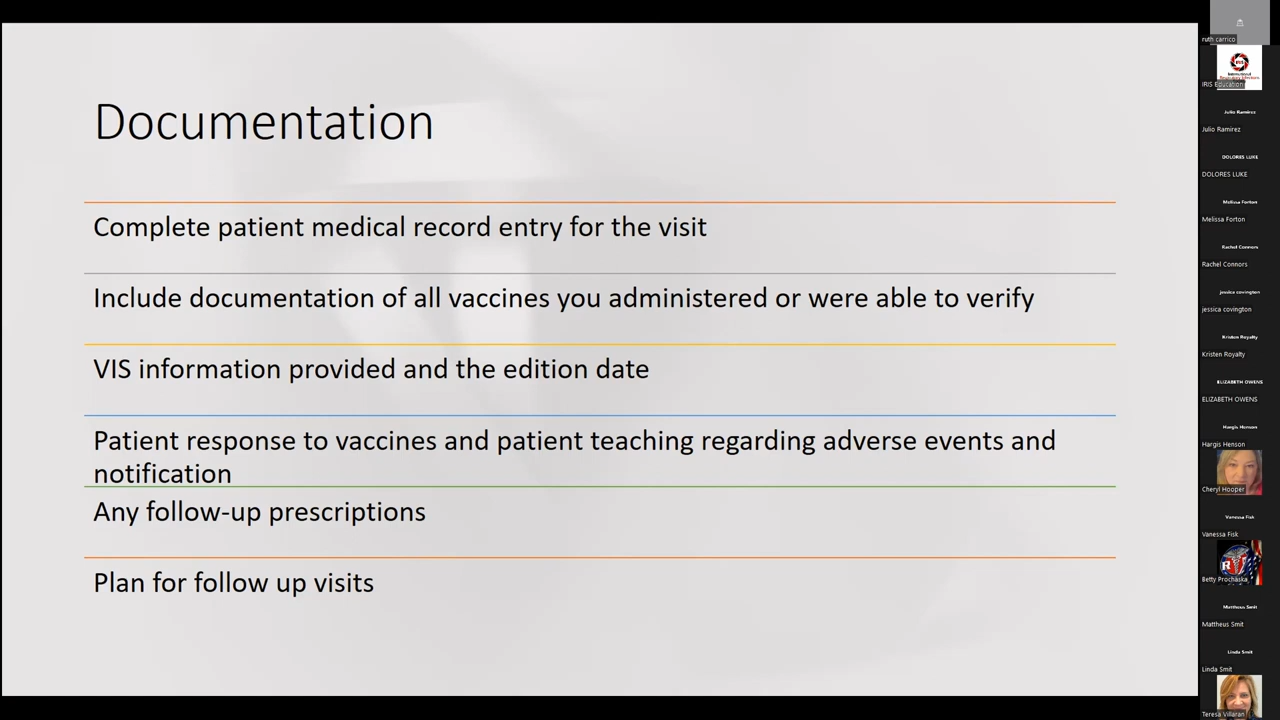 Documentation
Complete patient medical record entry for the visit
Include documentation of all vaccines you administered or were able to verify
VIS information provided and the edition date
Patient response to vaccines and patient teaching regarding adverse events and
notification
Any follow-up prescriptions
Plan for follow up visits
ruth carrico
IRIS
IRIS Education
Julio Ramirez
Julio Ramirez
DOLORES LUKE
DOLORES LUKE
Melissa Forton
Melissa Forton
Rachel Connors
Rachel Connors
jessica covington
jessica covington
Kristen Royalty
Kristen Royalty
ELIZABETH OWENS
ELIZABETH OWENS
Hargis Henson
Hargis Henson
Cheryl Hooper
Vanessa Fisk
Vanessa Fisk
Betty Prochaska
Mattheus Smit
Mattheus Smit
Linda Smit
Linda Smit
Teresa Villaran